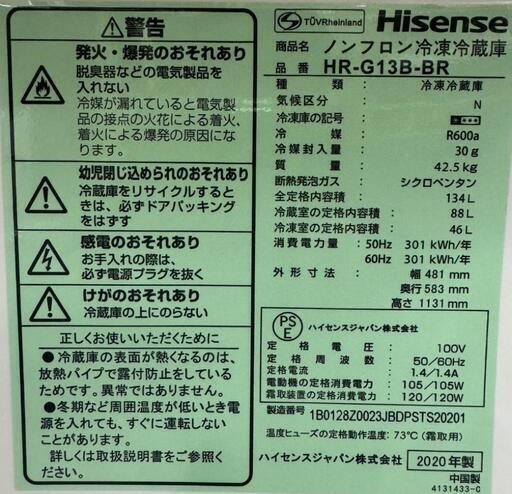 ⚠警告
発火・爆発のおそれあり
脱臭器などの電気製品を
入れない
冷媒が漏れていると電気製
品の接点の火花による着火、
着火による爆発の原因にな
ります。
幼児閉じ込められのおそれあり
冷蔵庫をリサイクルすると
きは、必ずドアパッキング
をはずす
感電のおそれあり
お手入れの際は、
必ず電源プラグを抜く
けがのおそれあり
冷蔵庫の上にのらない
正しくお使いいただくために
●冷蔵庫の表面が熱くなるのは、
放熱パイプで露付防止をしている
ためです。異常ではありません。
●冬期など周囲温度が低いとき電
源を入れても、すぐに運転しない
ことがあります。
詳しくは取扱説明書をごらんください。
TÜVRheinland Hisense
商品名 ノンフロン冷凍冷蔵庫
品番 HR-G13B-BR
種類: 冷凍冷蔵庫
気候区分: N
冷凍庫の記号:
冷媒: R600a
冷媒封入量: 30g
質量: 42.5kg
断熱発泡ガス: シクロペンタン
全定格内容積: 134L
冷蔵室の定格内容積: 88L
冷凍室の定格内容積: 46L
消費電力量: 50Hz 301 kWh/年
60Hz 301 kWh/年
外形寸法: 幅 481 mm
奥行 583 mm
高さ 1131 mm
PSE ハイセンスジャパン株式会社
定格電圧: 100V
定格周波数: 50/60Hz
定格電流: 1.4/1.4A
電動機の定格消費電力: 105/105W
霜取装置の定格消費電力: 120/120W
製造番号 1B0128Z0023JBDPSTS20201
温度ヒューズの定格動作温度: 73℃(霜取用)
ハイセンスジャパン株式会社 2020年製
中国製
4131433-C